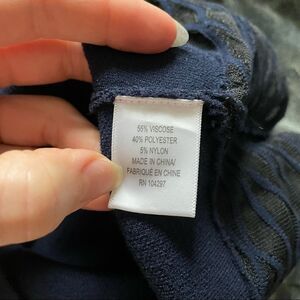 55% VISCOSE
40% POLYESTER
5% NYLON
MADE IN CHINA/
FABRIQUÉ EN CHINE
RN 104297